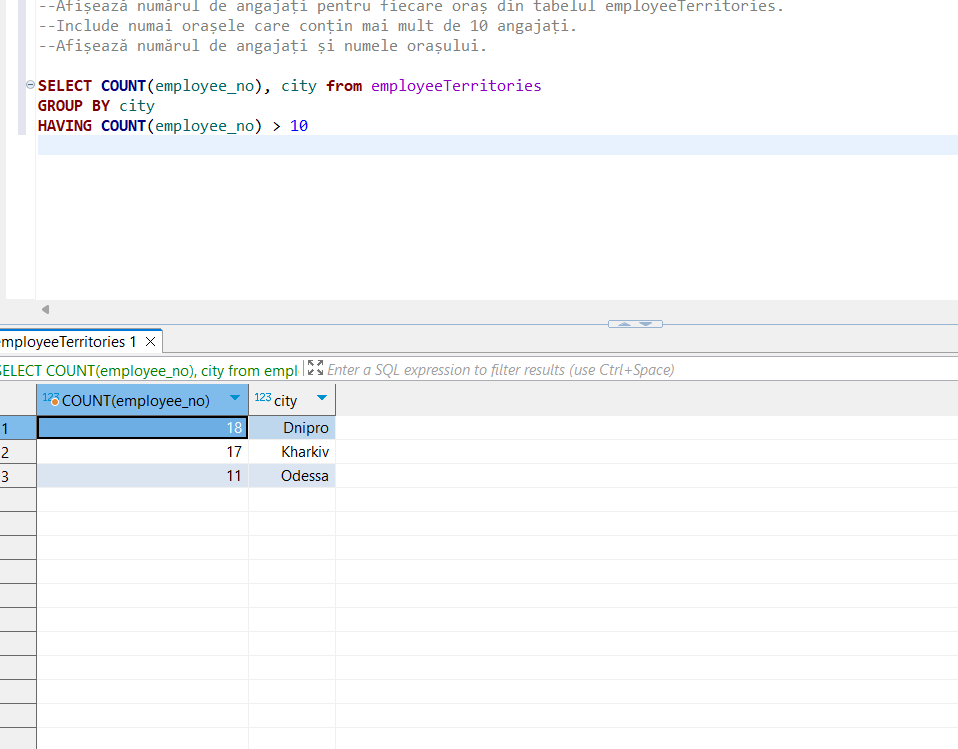 --Afișează numărul de angajați pentru fiecare oraș din tabelul employeeTerritories.
--Include numai orașele care conțin mai mult de 10 angajați.
--Afișează numărul de angajați și numele orașului.
SELECT COUNT(employee_no), city from employeeTerritories
GROUP BY city
HAVING COUNT(employee_no) > 10
employeeTerritories 1
SELECT COUNT(employee_no), city from empl Enter a SQL expression to filter results (use Ctrl+Space)
123 COUNT(employee_no) 123 city
1 18 Dnipro
2 17 Kharkiv
3 11 Odessa